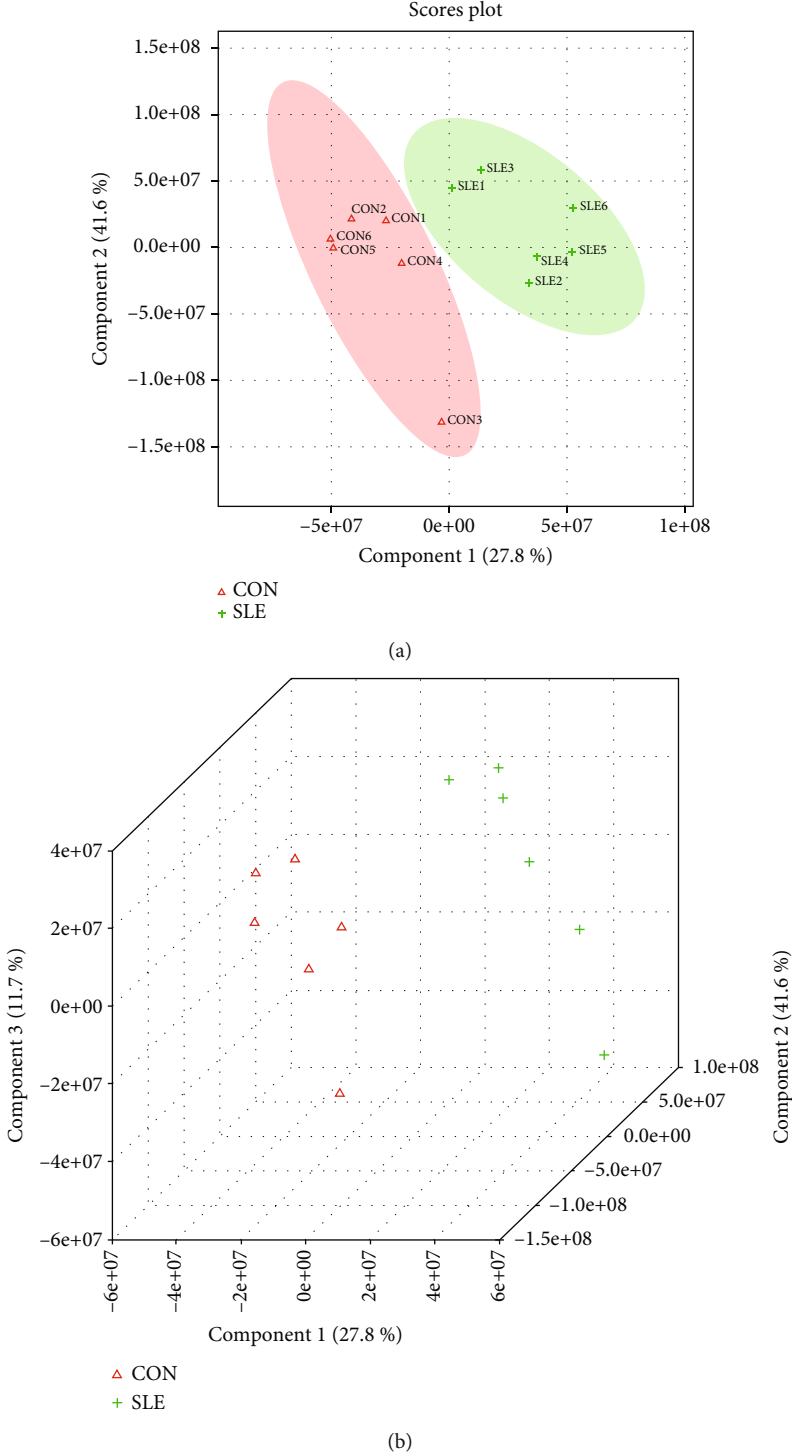 Scores plot
1.5e+08
1.0e+08
5.0e+07
0.0e+00
−5.0e+07
−1.0e+08
−1.5e+08
Component 2 (41.6 %)
SLE3
SLE1
SLE6
CON2
CON1
CON6
CON5
CON4
SLE5
SLE4
SLE2
CON3
−5e+07 0e+00 5e+07 1e+08
Component 1 (27.8 %)
CON
SLE
(a)
4e+07
2e+07
0e+00
−2e+07
−4e+07
−6e+07
Component 3 (11.7 %)
1.0e+08
5.0e+07
0.0e+00
−5.0e+07
−1.0e+08
−1.5e+08
Component 2 (41.6 %)
−6e+07 −4e+07 −2e+07 0e+00 2e+07 4e+07 6e+07
Component 1 (27.8 %)
CON
SLE
(b)